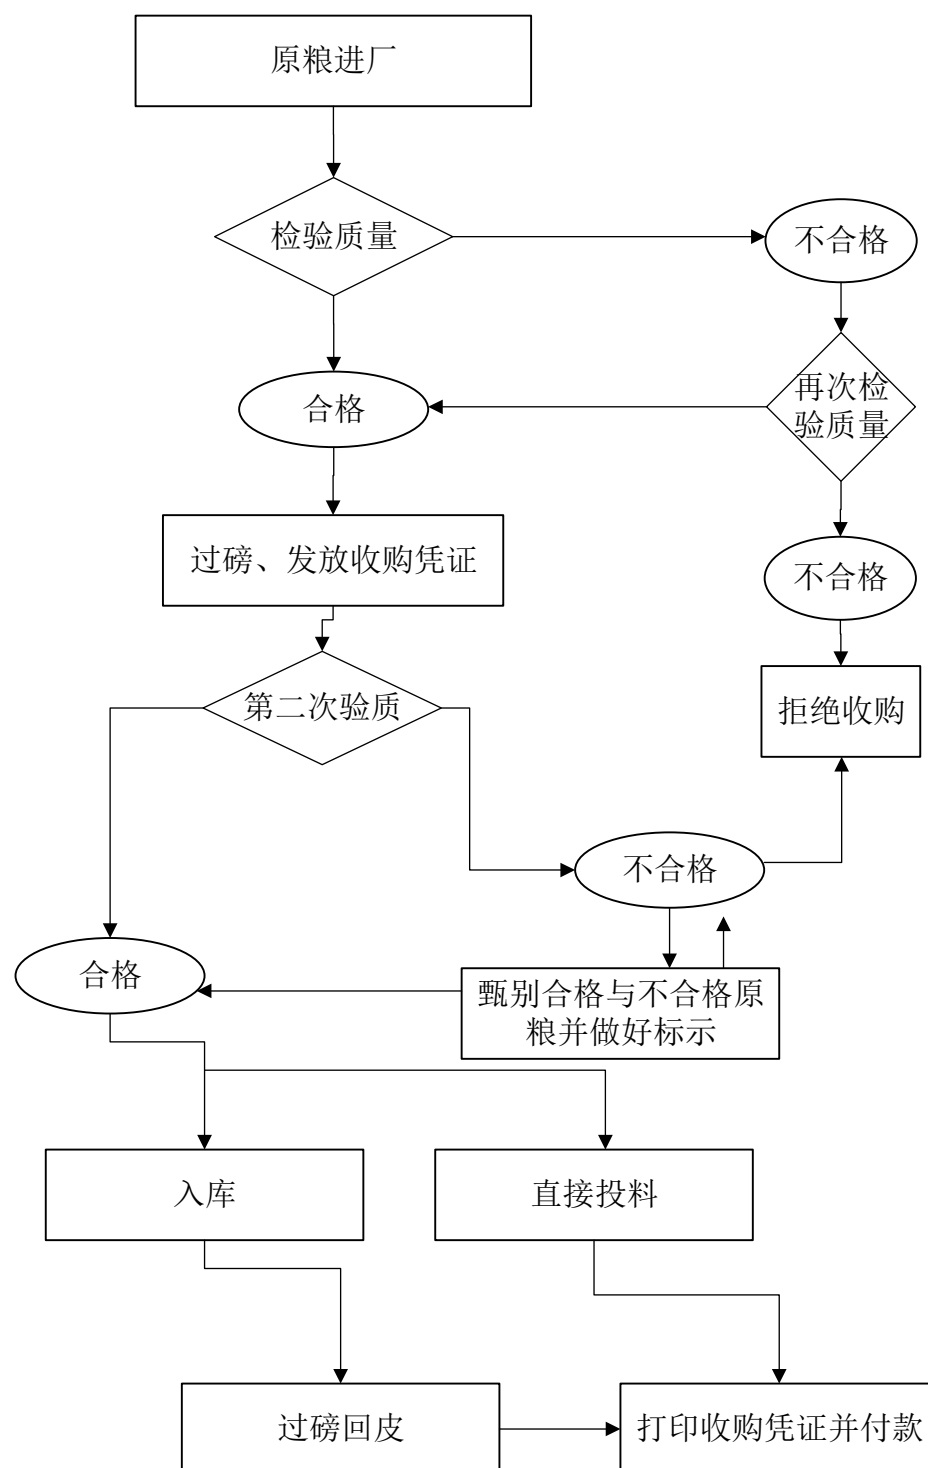 原粮进厂
检验质量
不合格
再次检
验质量
合格
过磅、发放收购凭证
不合格
第二次验质
拒绝收购
不合格
合格
甄别合格与不合格原
粮并做好标示
入库
直接投料
过磅回皮
打印收购凭证并付款